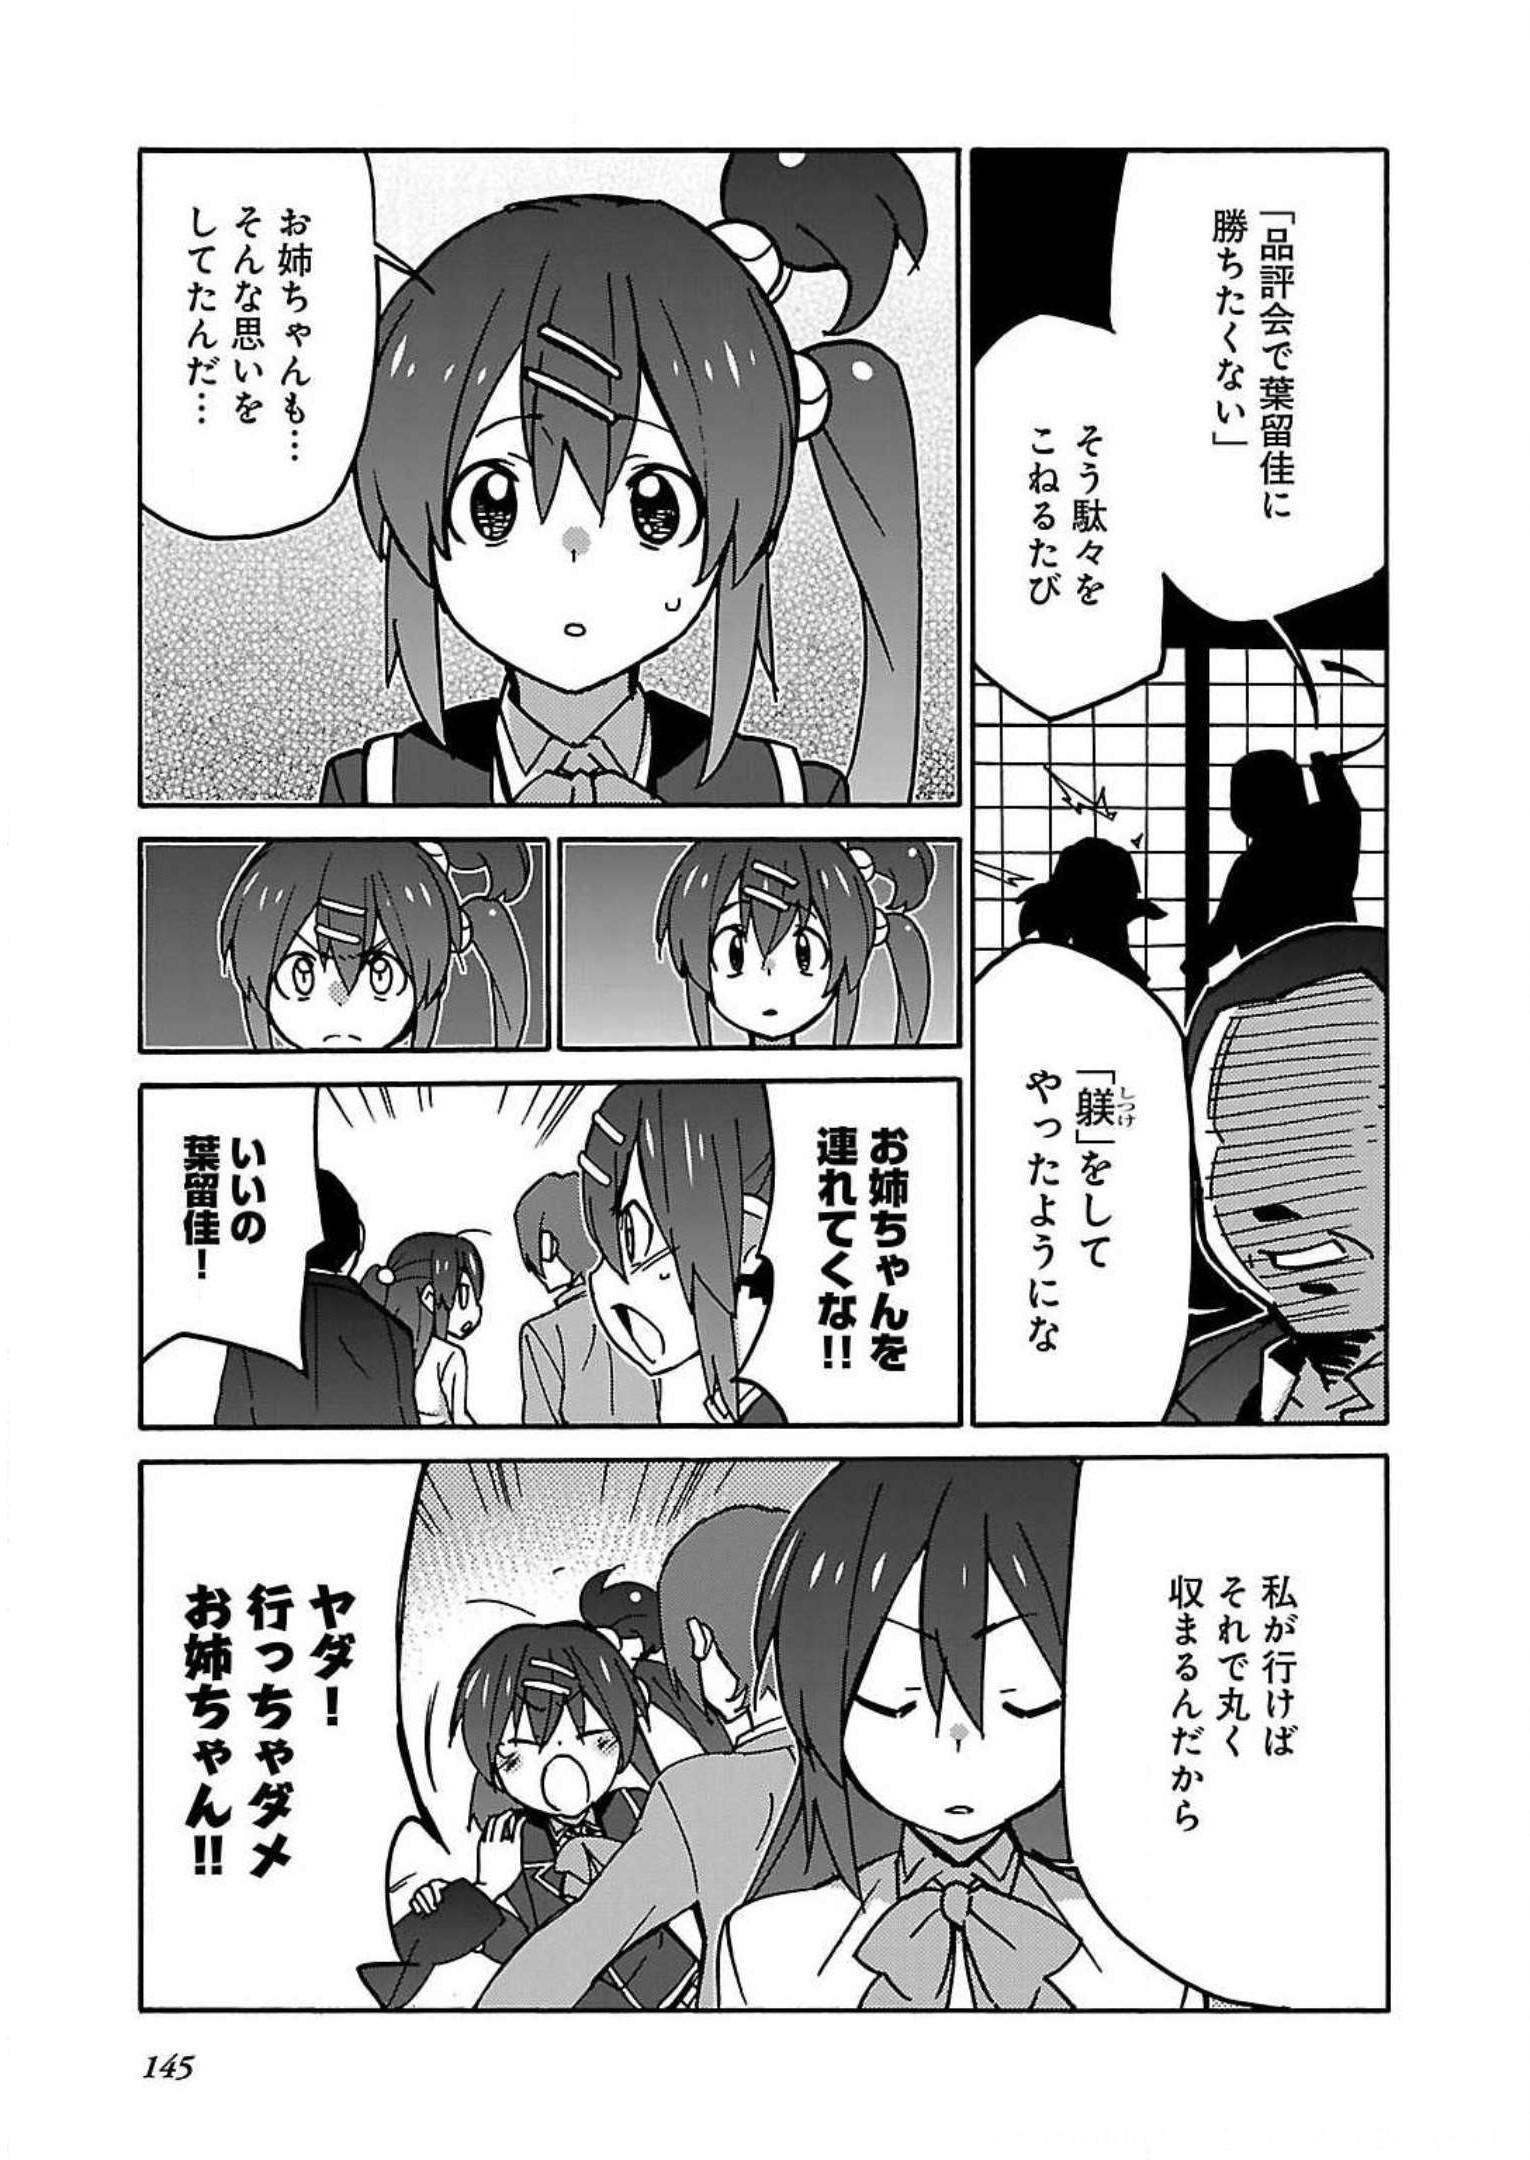 「品評会で葉留佳に
勝ちたくない」
そう駄々を
こねるたび
「躾」をして
しつけ
やったようにな
お姉ちゃんも…
そんな思いを
してたんだ…
お姉ちゃんを
連れてくな!!
いいの
葉留佳！
私が行けば
それで丸く
収まるんだから
ヤダ！
行っちゃダメ
お姉ちゃん!!
145